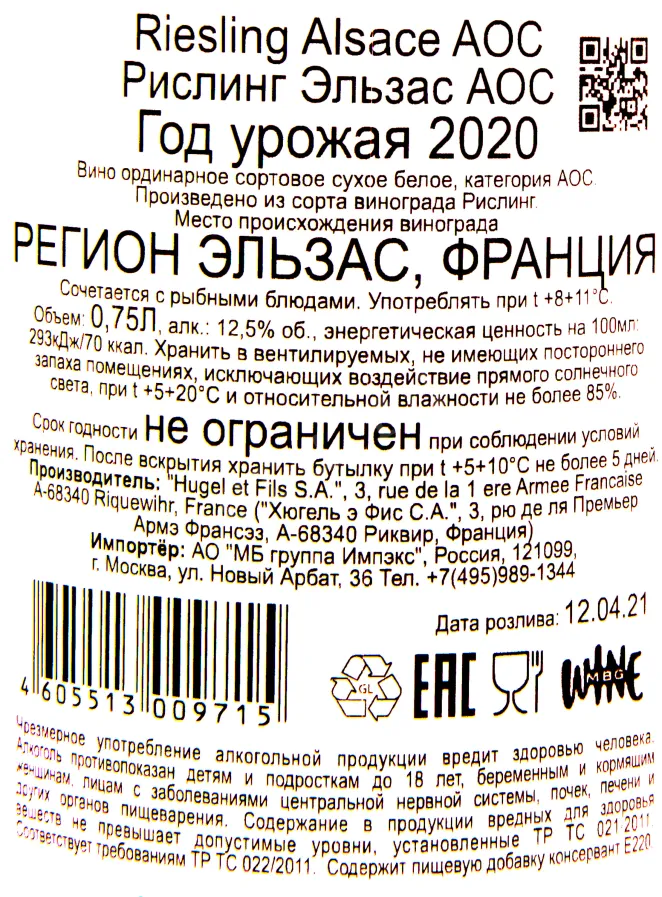 Riesling Alsace AOC
Рислинг Эльзас АОС
Год урожая 2020
Вино ординарное сортовое сухое белое, категория АОС.
Произведено из сорта винограда Рислинг.
Место происхождения винограда
РЕГИОН ЭЛЬЗАС, ФРАНЦИЯ
Сочетается с рыбными блюдами. Употреблять при t +8+11°С.
Объем: 0,75Л, алк.: 12,5% об., энергетическая ценность на 100мл:
293кДж/70 ккал. Хранить в вентилируемых, не имеющих постороннего
запаха помещениях, исключающих воздействие прямого солнечного
света, при t +5+20°С и относительной влажности не более 85%.
Срок годности не ограничен при соблюдении условий
хранения. После вскрытия хранить бутылку при t +5+10°С не более 5 дней.
Производитель: "Hugel et Fils S.A.", 3, rue de la 1 ere Armee Francaise
A-68340 Riquewihr, France ("Хюгель э Фис С.А.", 3, рю де ля Премьер
Армэ Франсэз, А-68340 Риквир, Франция)
Импортёр: АО "МБ группа Импэкс", Россия, 121099,
г. Москва, ул. Новый Арбат, 36 Тел. +7(495)989-1344
Дата розлива: 12.04.21
4 605513 009715
GL
EAC
WINE
MBG
Чрезмерное употребление алкогольной продукции вредит здоровью человека.
Алкоголь противопоказан детям и подросткам до 18 лет, беременным и кормящим
женщинам, лицам с заболеваниями центральной нервной системы, почек, печени и
других органов пищеварения. Содержание в продукции вредных для здоровья
веществ не превышает допустимые уровни, установленные ТР ТС 021 2011.
Соответствует требованиям ТР ТС 022/2011. Содержит пищевую добавку консервант Е220.